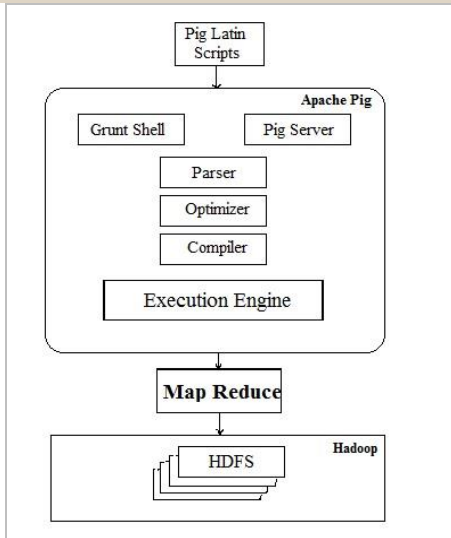 Pig Latin
Scripts
Apache Pig
Grunt Shell
Pig Server
Parser
Optimizer
Compiler
Execution Engine
Map Reduce
Hadoop
HDFS